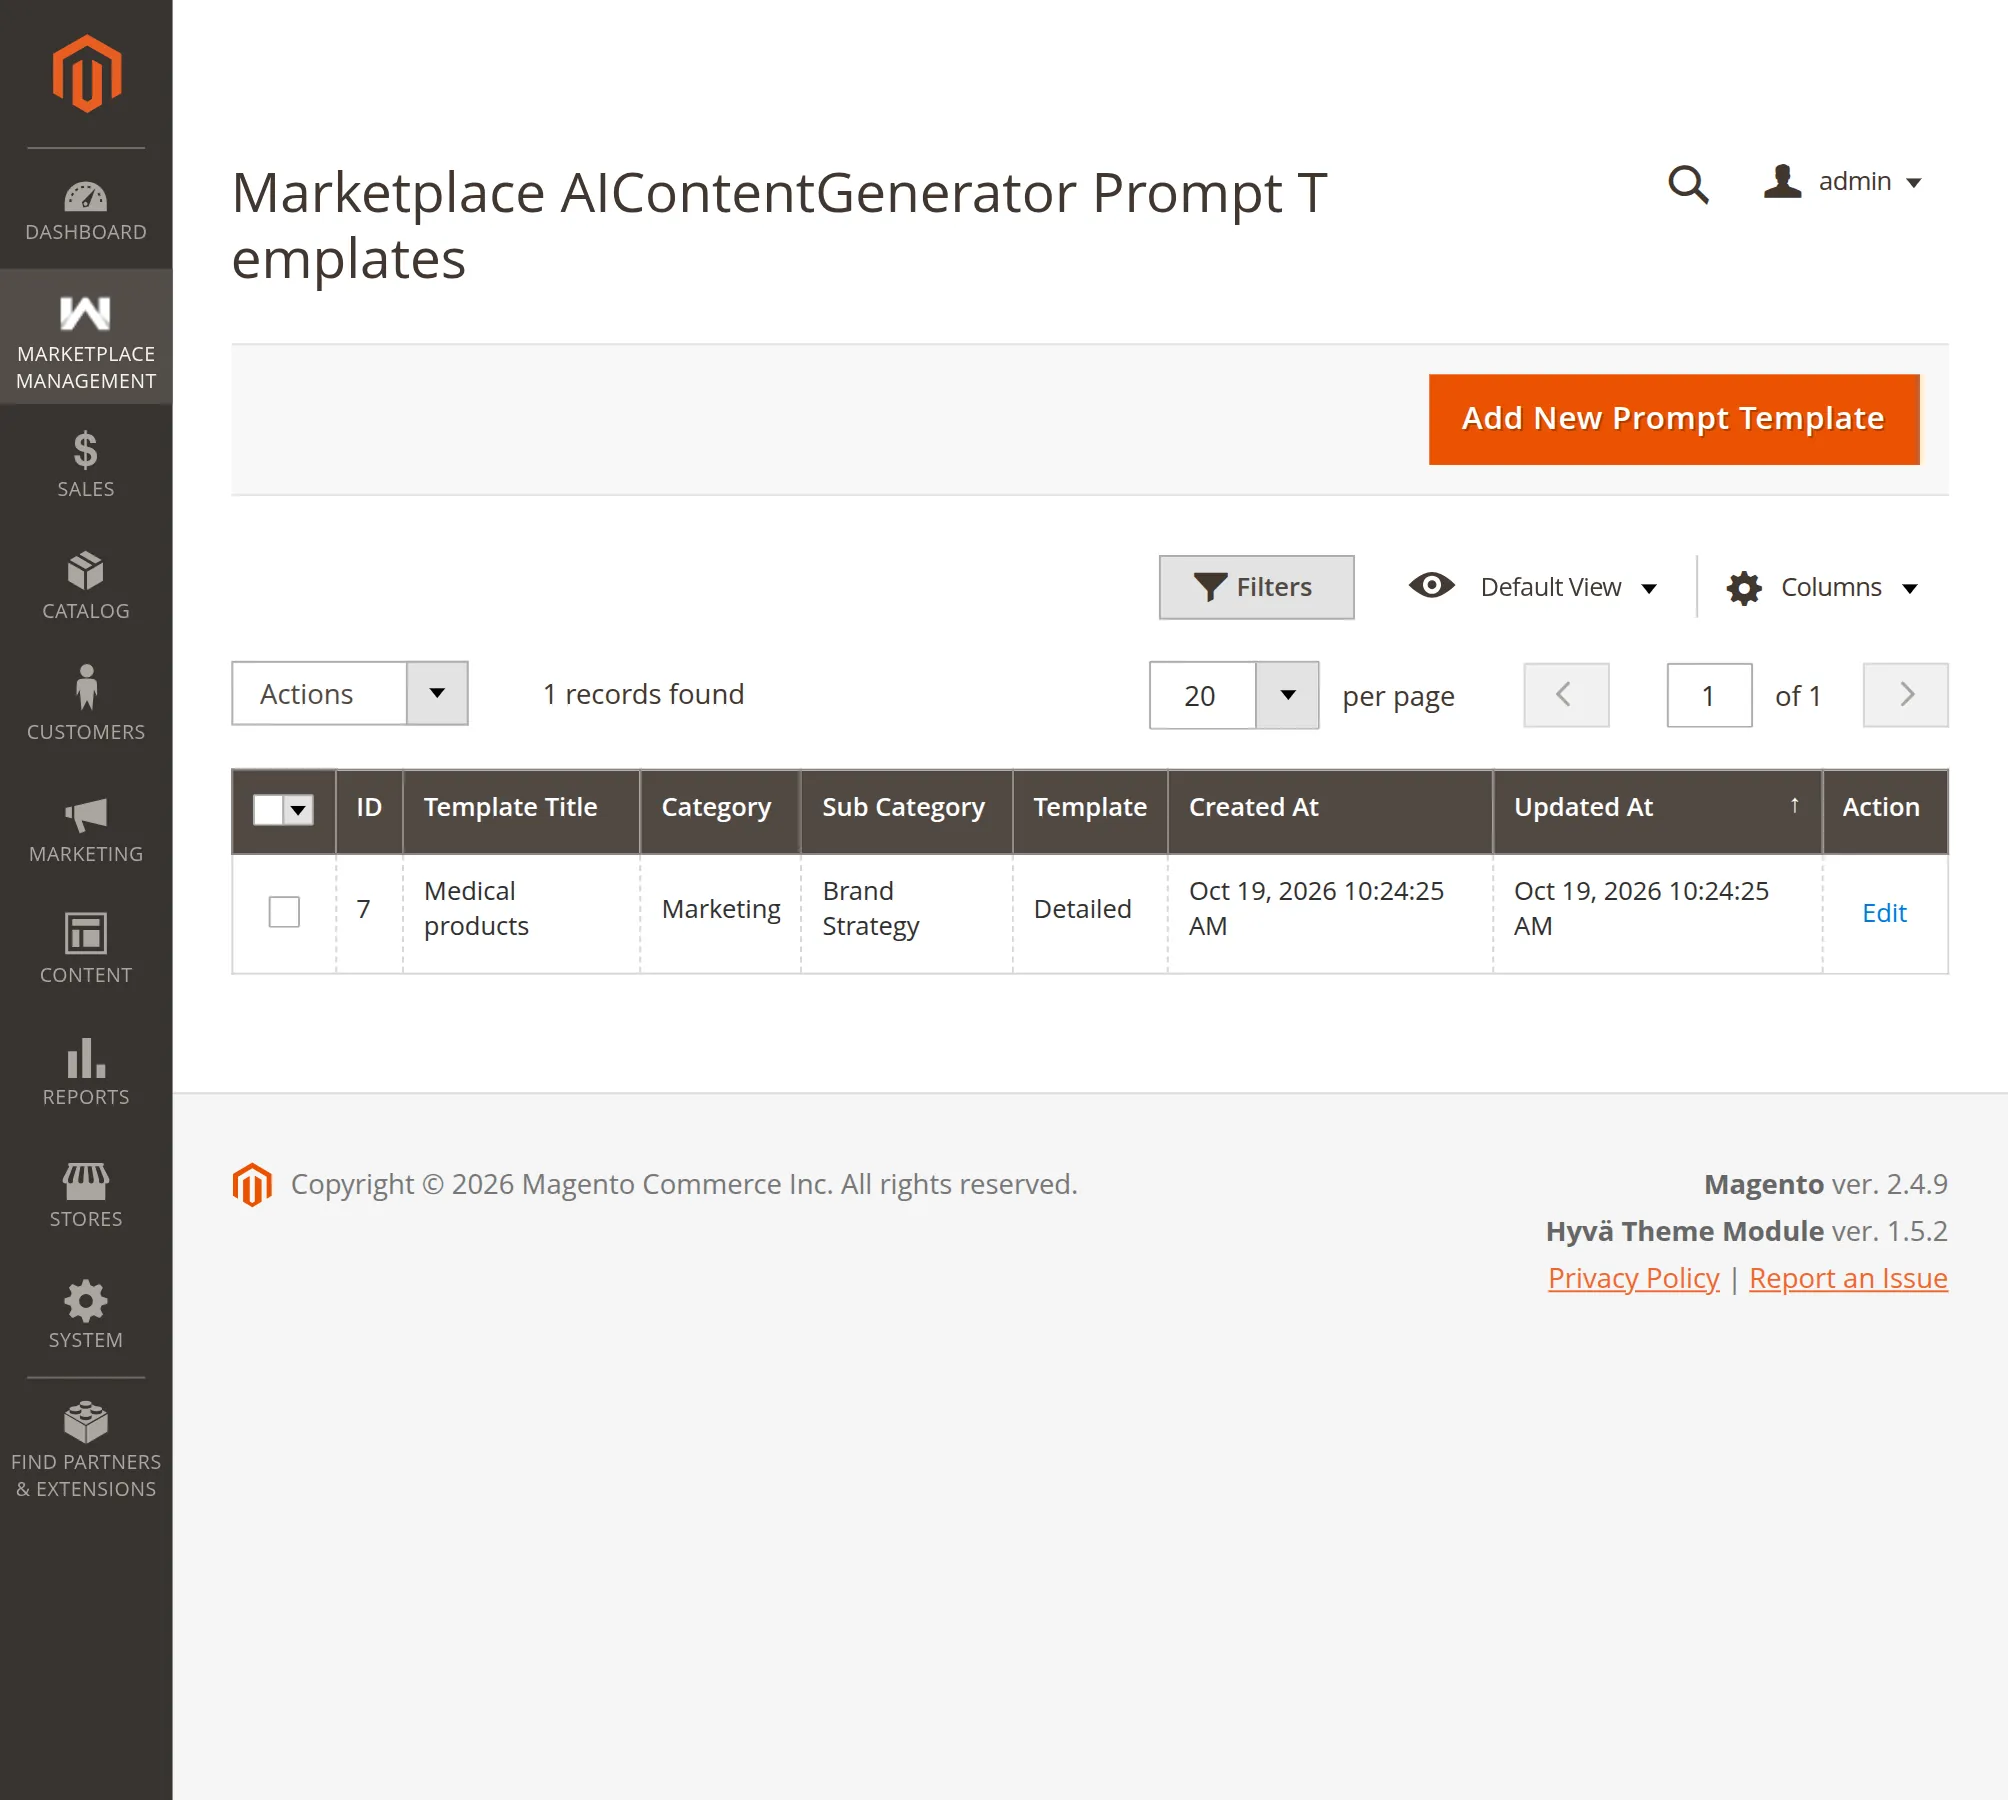 Marketplace AIContentGenerator Prompt T
emplates
admin
DASHBOARD
MARKETPLACE
MANAGEMENT
SALES
CATALOG
CUSTOMERS
MARKETING
CONTENT
REPORTS
STORES
SYSTEM
FIND PARTNERS
& EXTENSIONS
Add New Prompt Template
Filters
Default View
Columns
Actions
1 records found
20
per page
1
of 1
ID
Template Title
Category
Sub Category
Template
Created At
Updated At
↑
Action
7
Medical
products
Marketing
Brand
Strategy
Detailed
Oct 19, 2026 10:24:25
AM
Oct 19, 2026 10:24:25
AM
Edit
Copyright © 2026 Magento Commerce Inc. All rights reserved.
Magento ver. 2.4.9
Hyvä Theme Module ver. 1.5.2
Privacy Policy | Report an Issue